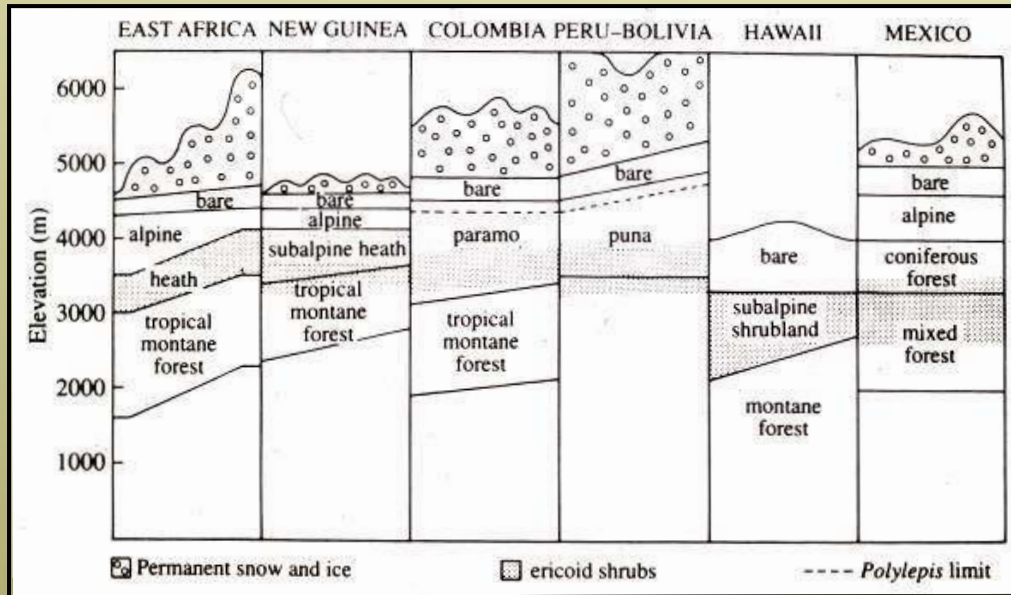 EAST AFRICA NEW GUINEA COLOMBIA PERU–BOLIVIA HAWAII MEXICO
Elevation (m)
6000
5000
4000
3000
2000
1000
bare
alpine
heath
tropical
montane
forest
bare
alpine
subalpine heath
tropical
montane
forest
bare
paramo
tropical
montane
forest
bare
puna
bare
subalpine
shrubland
montane
forest
bare
alpine
coniferous
forest
mixed
forest
Permanent snow and ice
ericoid shrubs
Polylepis limit